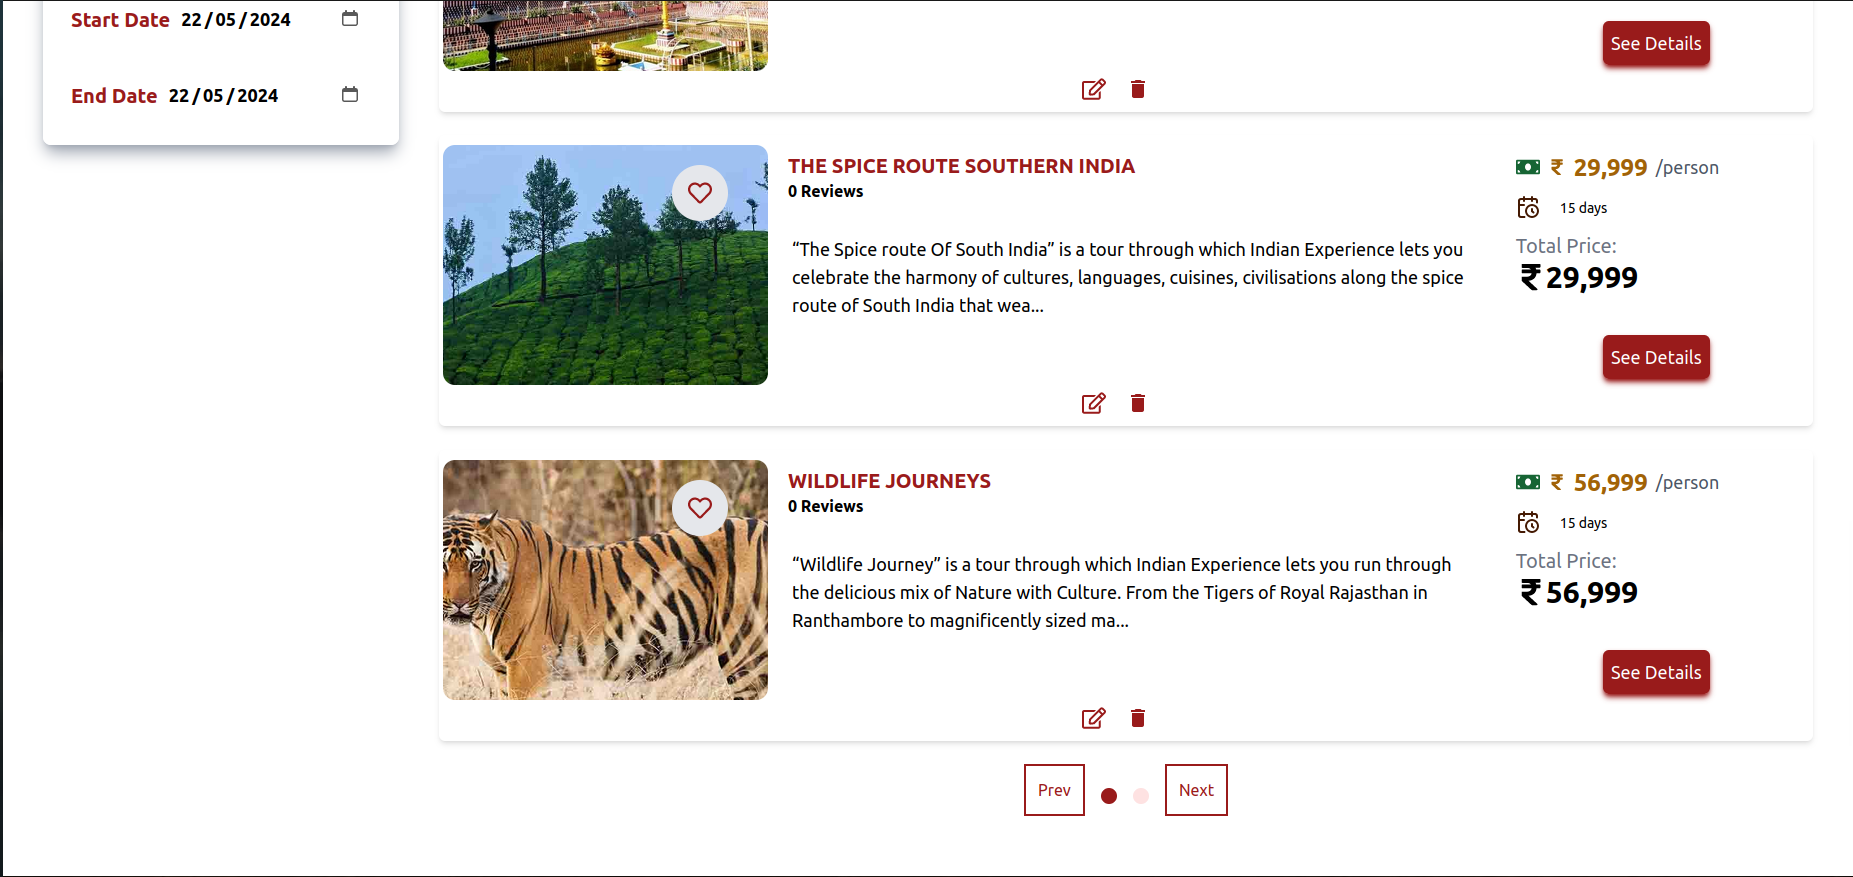 Start Date 22/05/2024
End Date 22/05/2024
See Details
THE SPICE ROUTE SOUTHERN INDIA
0 Reviews
“The Spice route Of South India” is a tour through which Indian Experience lets you
celebrate the harmony of cultures, languages, cuisines, civilisations along the spice
route of South India that wea...
₹ 29,999 /person
15 days
Total Price:
₹29,999
See Details
WILDLIFE JOURNEYS
0 Reviews
“Wildlife Journey” is a tour through which Indian Experience lets you run through
the delicious mix of Nature with Culture. From the Tigers of Royal Rajasthan in
Ranthambore to magnificently sized ma...
₹ 56,999 /person
15 days
Total Price:
₹56,999
See Details
Prev
Next